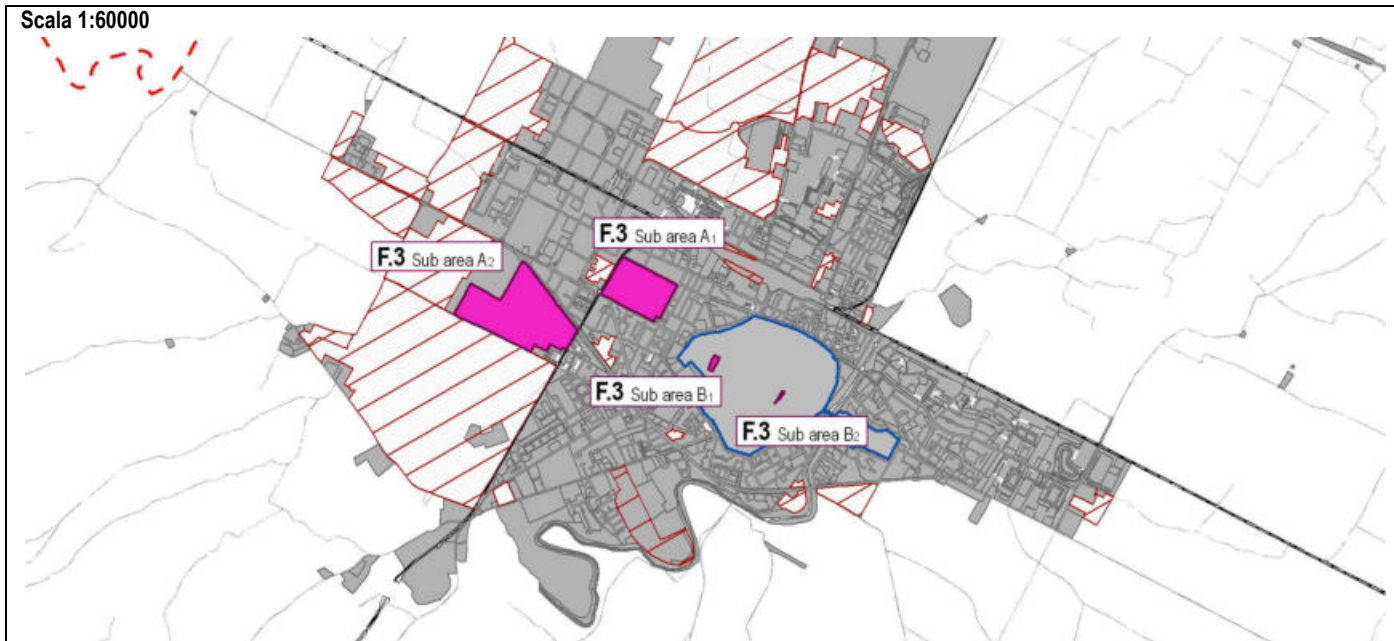 Scala 1:60000
F.3 Sub area A1
F.3 Sub area A2
F.3 Sub area B1
F.3 Sub area B2